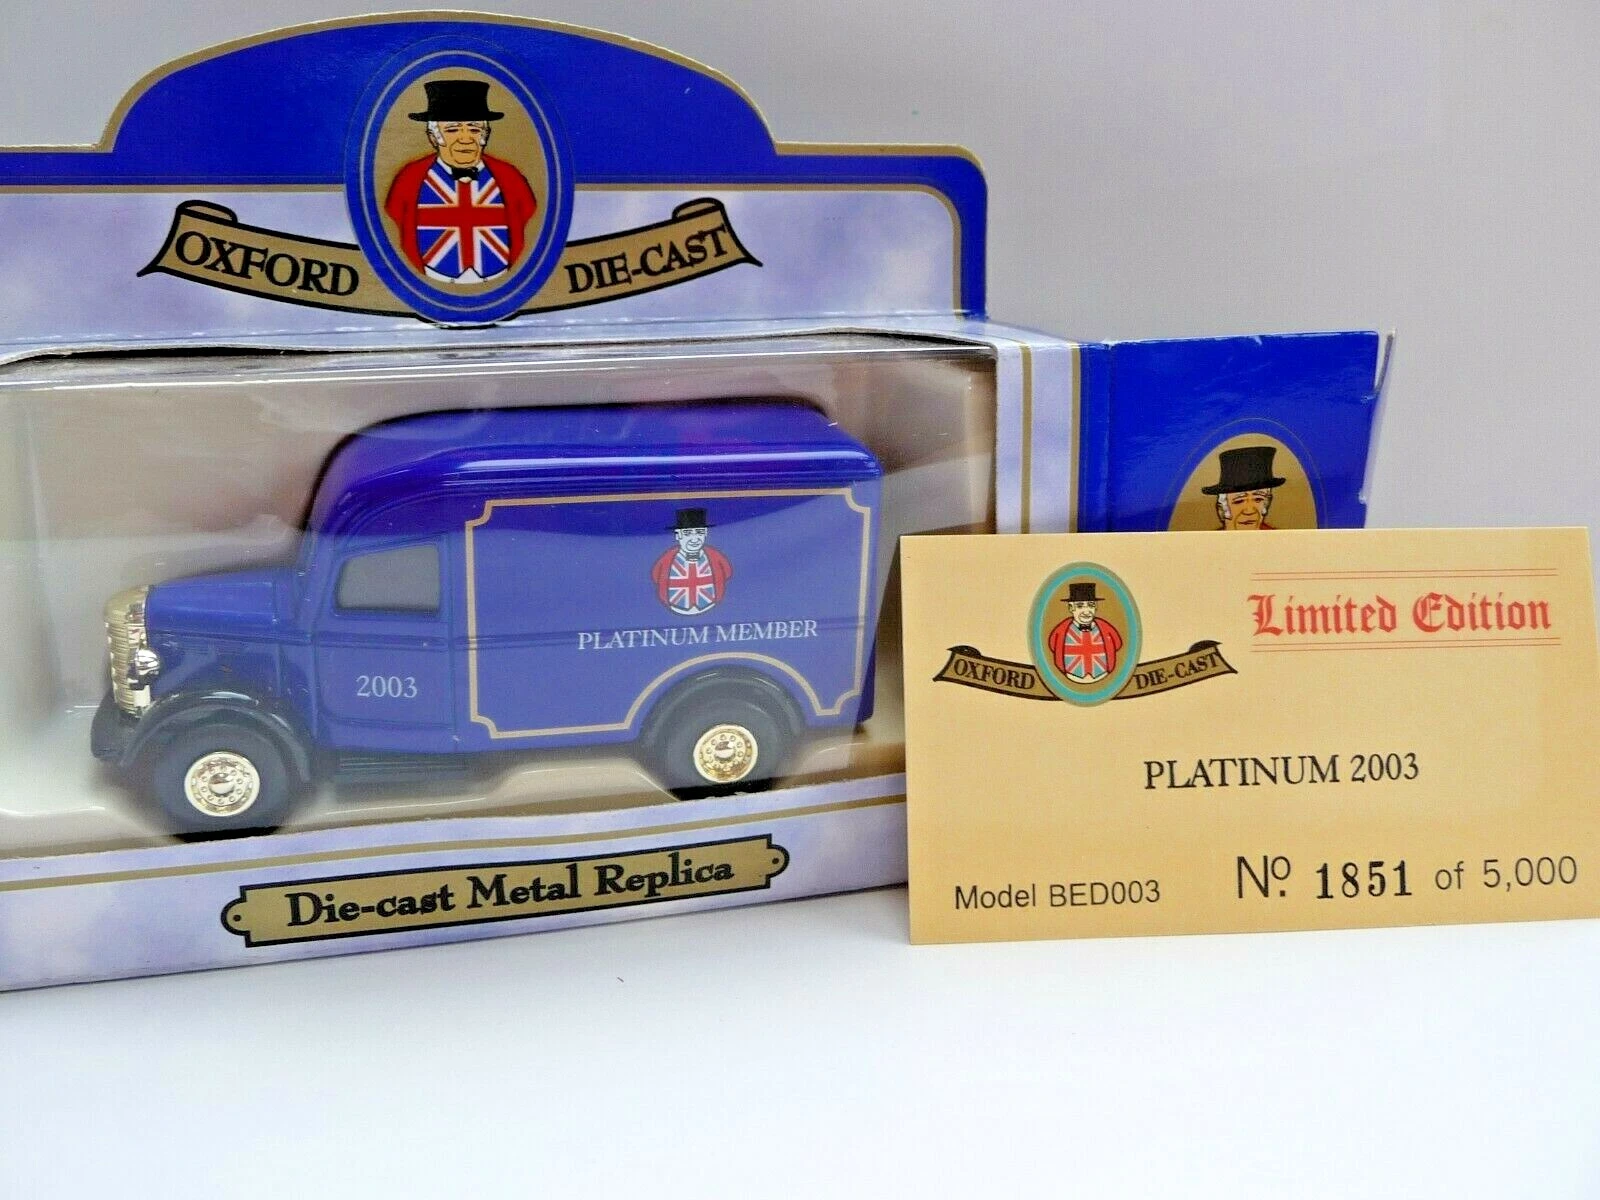 OXFORD DIE-CAST
PLATINUM MEMBER
2003
Die-cast Metal Replica
Limited Edition
OXFORD DIE-CAST
PLATINUM 2003
Model BED003 Nº 1851 of 5,000